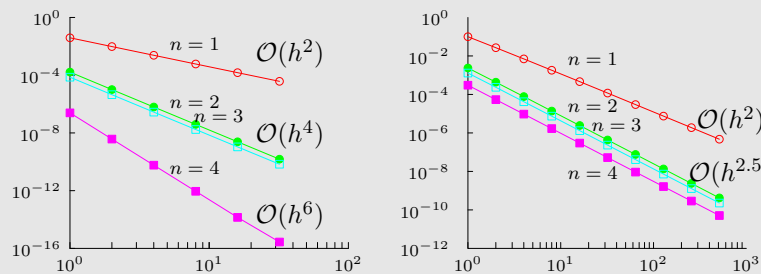 10^0
10^-4
10^-8
10^-12
10^-16
10^0
10^1
10^2
n = 1
O(h^2)
n = 2
n = 3
O(h^4)
n = 4
O(h^6)
10^0
10^-2
10^-4
10^-6
10^-8
10^-10
10^-12
10^0
10^1
10^2
10^3
n = 1
O(h^2)
n = 2
n = 3
O(h^2.5
n = 4